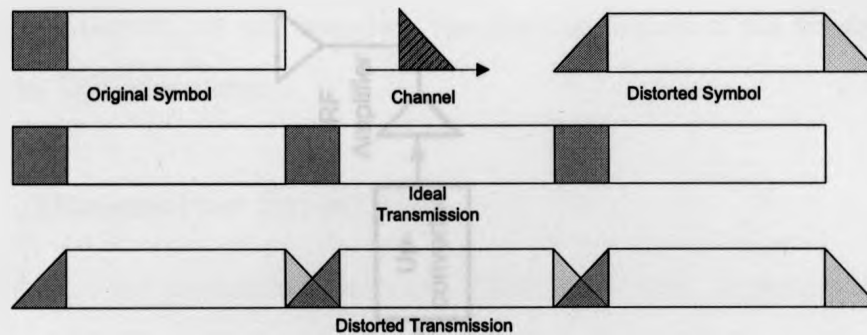 Original Symbol
Channel
Distorted Symbol
Ideal
Transmission
Distorted Transmission